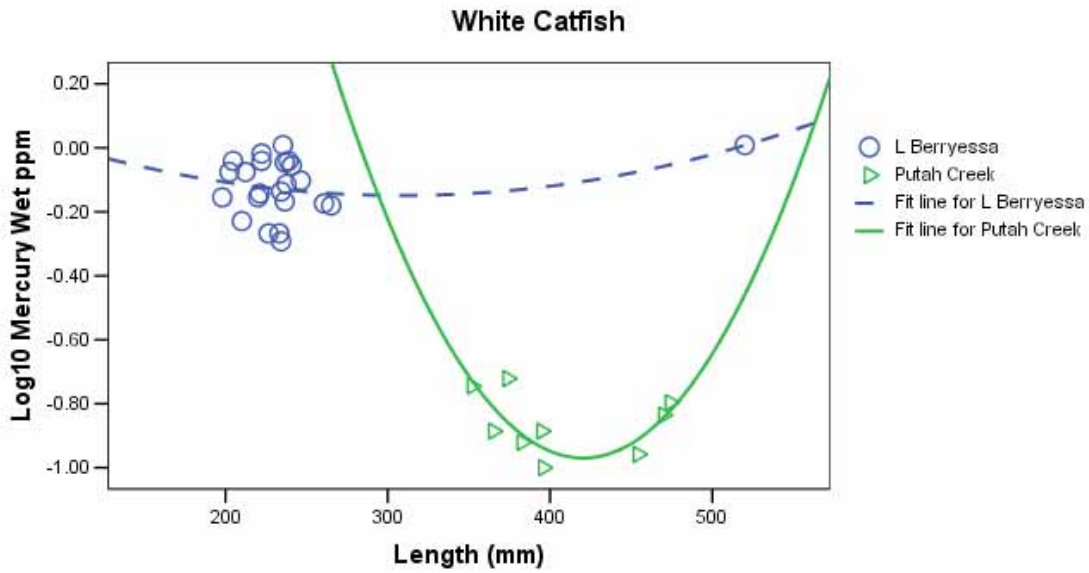 White Catfish
Log10 Mercury Wet ppm
0.20
0.00
-0.20
-0.40
-0.60
-0.80
-1.00
200 300 400 500
Length (mm)
L Berryessa
Putah Creek
Fit line for L Berryessa
Fit line for Putah Creek